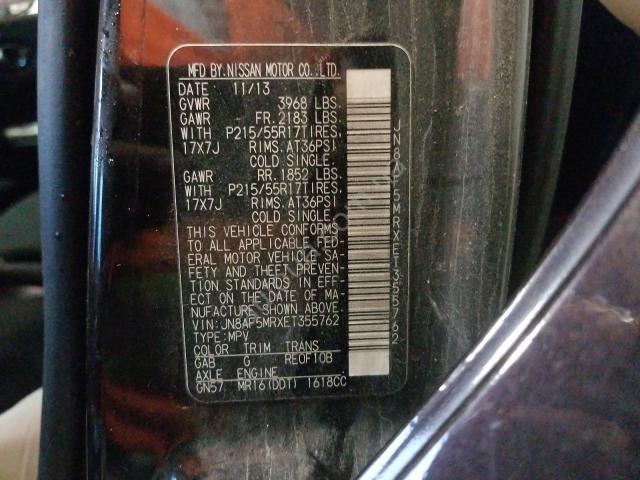 MFD BY NISSAN MOTOR CO.,LTD.
DATE 11/13
GVWR 3968 LBS.
GAWR FR. 2183 LBS.
WITH P215/55R17TIRES,
17X7J RIMS. AT36PSI
COLD SINGLE.
GAWR RR. 1852 LBS.
WITH P215/55R17TIRES,
17X7J RIMS. AT36PSI
COLD SINGLE.
THIS VEHICLE CONFORMS
TO ALL APPLICABLE FED-
ERAL MOTOR VEHICLE SA-
FETY AND THEFT PREVEN-
TION STANDARDS IN EFF-
ECT ON THE DATE OF MA-
NUFACTURE SHOWN ABOVE
VIN: JN8AF5MRXET355762
TYPE: MPV
COLOR TRIM TRANS
GAB G RE0F10B
AXLE ENGINE
GN57 MR16(DDT) 1618CC
JN8AF5MRXET355762